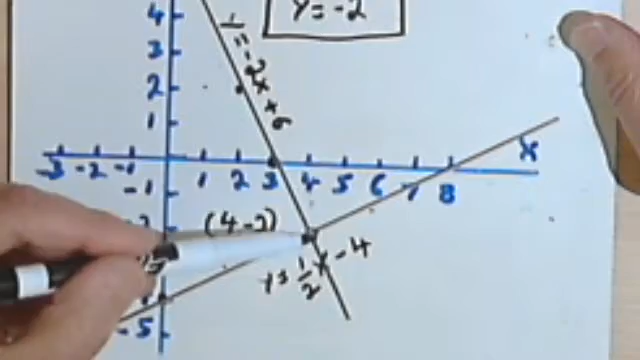 y = -2
y = -2x + 6
4
3
2
1
-3 -2 -1 1 2 3 4 5 6 7 8
x
-1
(4 -2)
y = 1/2 x - 4
-5